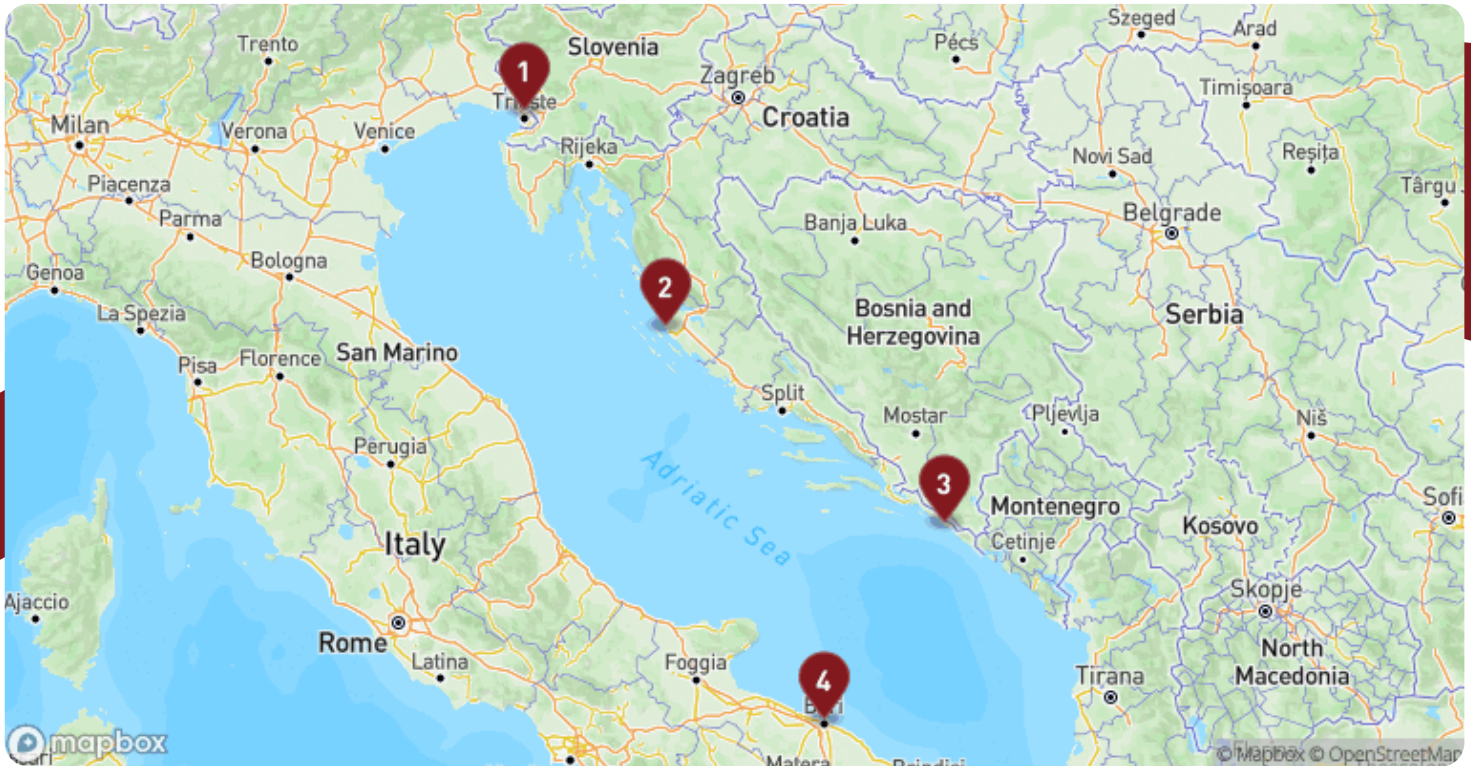 Szeged
Arad
Trento
Slovenia
Pécs
1
Zagreb
Timișoara
Trieste
Milan
Verona
Venice
Croatia
Rijeka
Novi Sad
Reșița
Piacenza
Târgu
Parma
Banja Luka
Belgrade
Genoa
Bologna
2
La Spezia
Bosnia and
Herzegovina
Serbia
San Marino
Pisa
Florence
Split
Mostar
Pljevlja
Niš
Perugia
Adriatic Sea
3
Montenegro
Sofi
Kosovo
Italy
Cetinje
Ajaccio
Skopje
Rome
North
Macedonia
Latina
Foggia
4
Tirana
Bari
mapbox
© Mapbox © OpenStreetMap
Matera
Brindisi